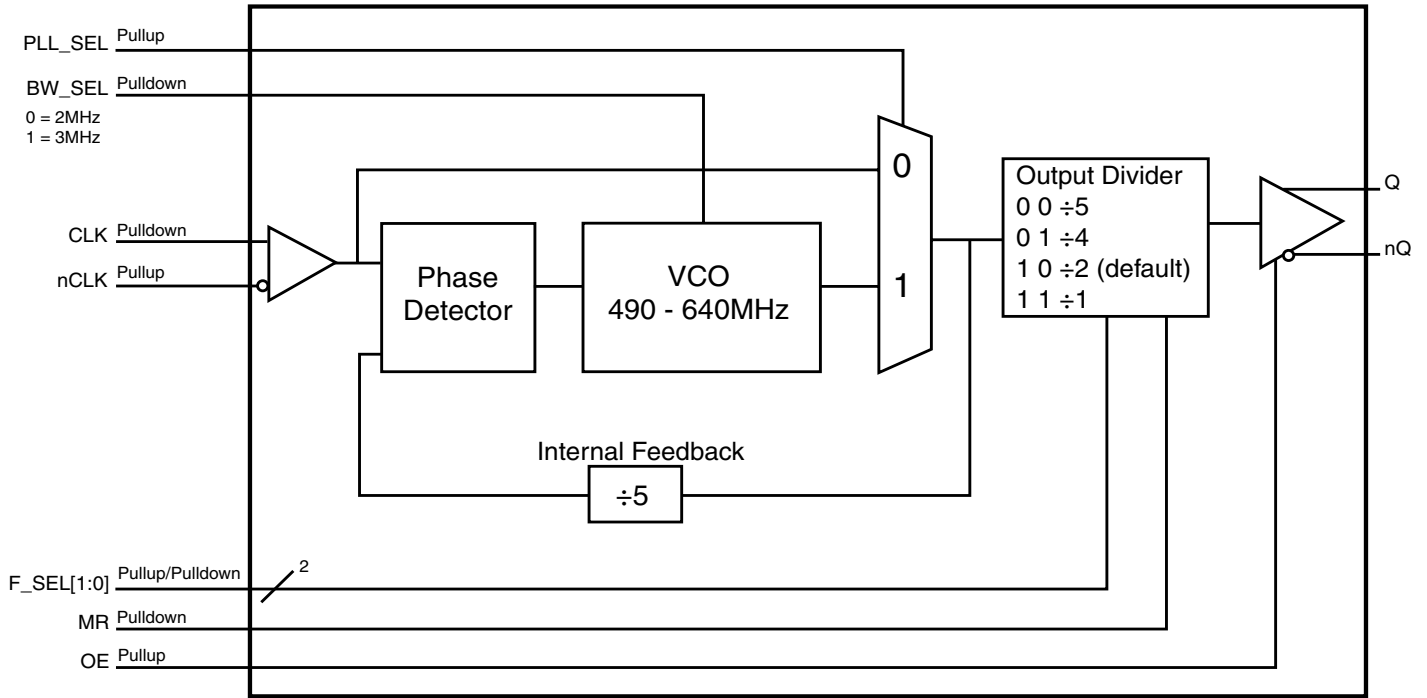 PLL_SEL Pullup
BW_SEL Pulldown
0 = 2MHz
1 = 3MHz
CLK Pulldown
nCLK Pullup
Phase
Detector
VCO
490 - 640MHz
0
1
Output Divider
0 0 ÷5
0 1 ÷4
1 0 ÷2 (default)
1 1 ÷1
Q
nQ
Internal Feedback
÷5
F_SEL[1:0] Pullup/Pulldown
2
MR Pulldown
OE Pullup